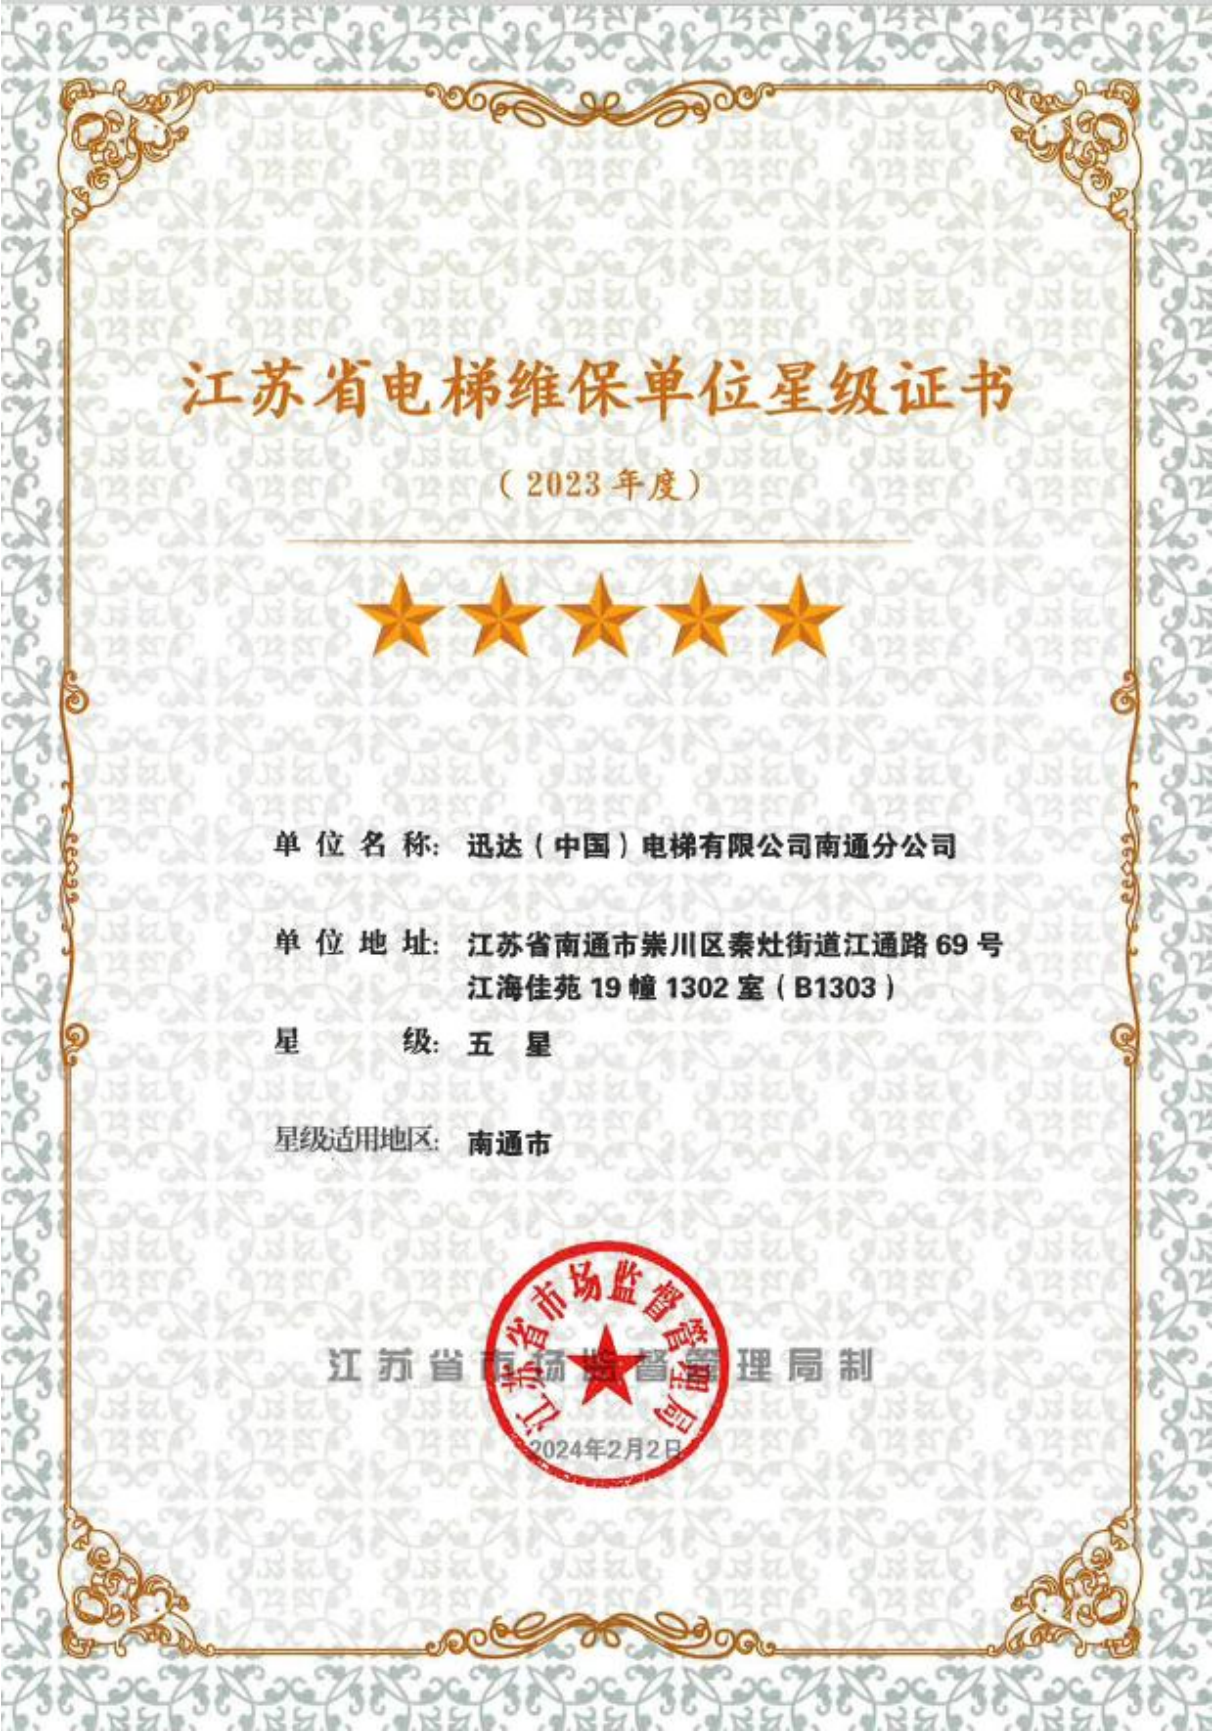 江苏省电梯维保单位星级证书
（2023年度）
单位名称：迅达（中国）电梯有限公司南通分公司
单位地址：江苏省南通市崇川区秦灶街道江通路69号
江海佳苑19幢1302室（B1303）
星级：五星
星级适用地区：南通市
江苏省市场监督管理局
江苏省市场监督管理局制
2024年2月2日